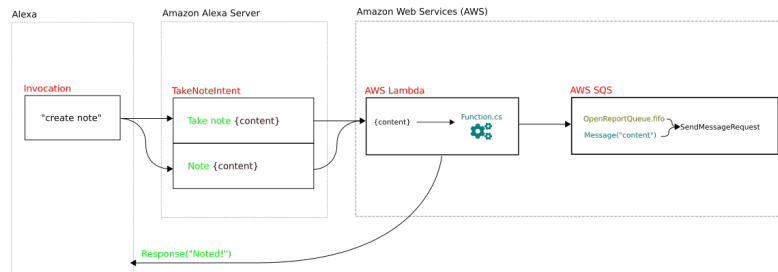 Alexa
Amazon Alexa Server
Amazon Web Services (AWS)
Invocation
"create note"
TakeNoteIntent
Take note {content}
Note {content}
AWS Lambda
{content}
Function.cs
AWS SQS
OpenReportQueue.fifo
Message("content")
SendMessageRequest
Response("Noted!")